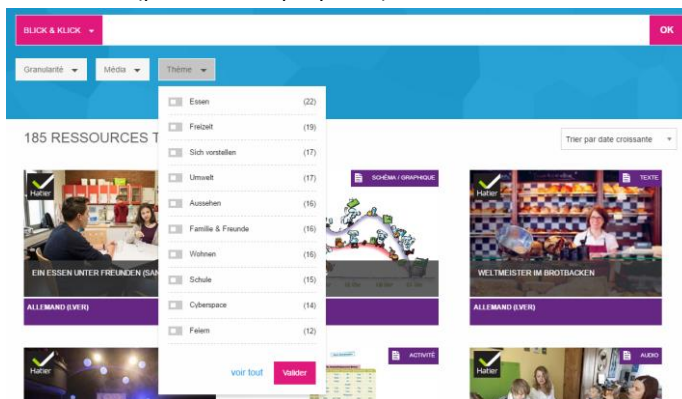 BLICK & KLICK
OK
Granularité
Média
Thème
Essen (22)
Freizeit (19)
Sich vorstellen (17)
Umwelt (17)
Aussehen (16)
Familie & Freunde (16)
Wohnen (16)
Schule (15)
Cyberspace (14)
Feiern (12)
voir tout
Valider
185 RESSOURCES T
Trier par date croissante
Hatier
EIN ESSEN UNTER FREUNDEN (SAN
ALLEMAND (LVER)
SCHÉMA / GRAPHIQUE
Hatier
TEXTE
WELTMEISTER IM BROTBACKEN
ALLEMAND (LVER)
Hatier
ACTIVITÉ
Hatier
AUDIO